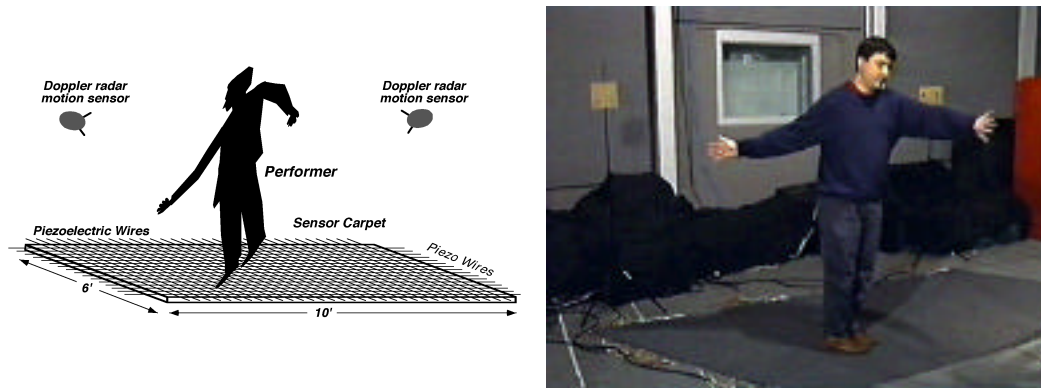 Doppler radar
motion sensor
Doppler radar
motion sensor
Performer
Sensor Carpet
Piezoelectric Wires
Piezo Wires
6'
10'